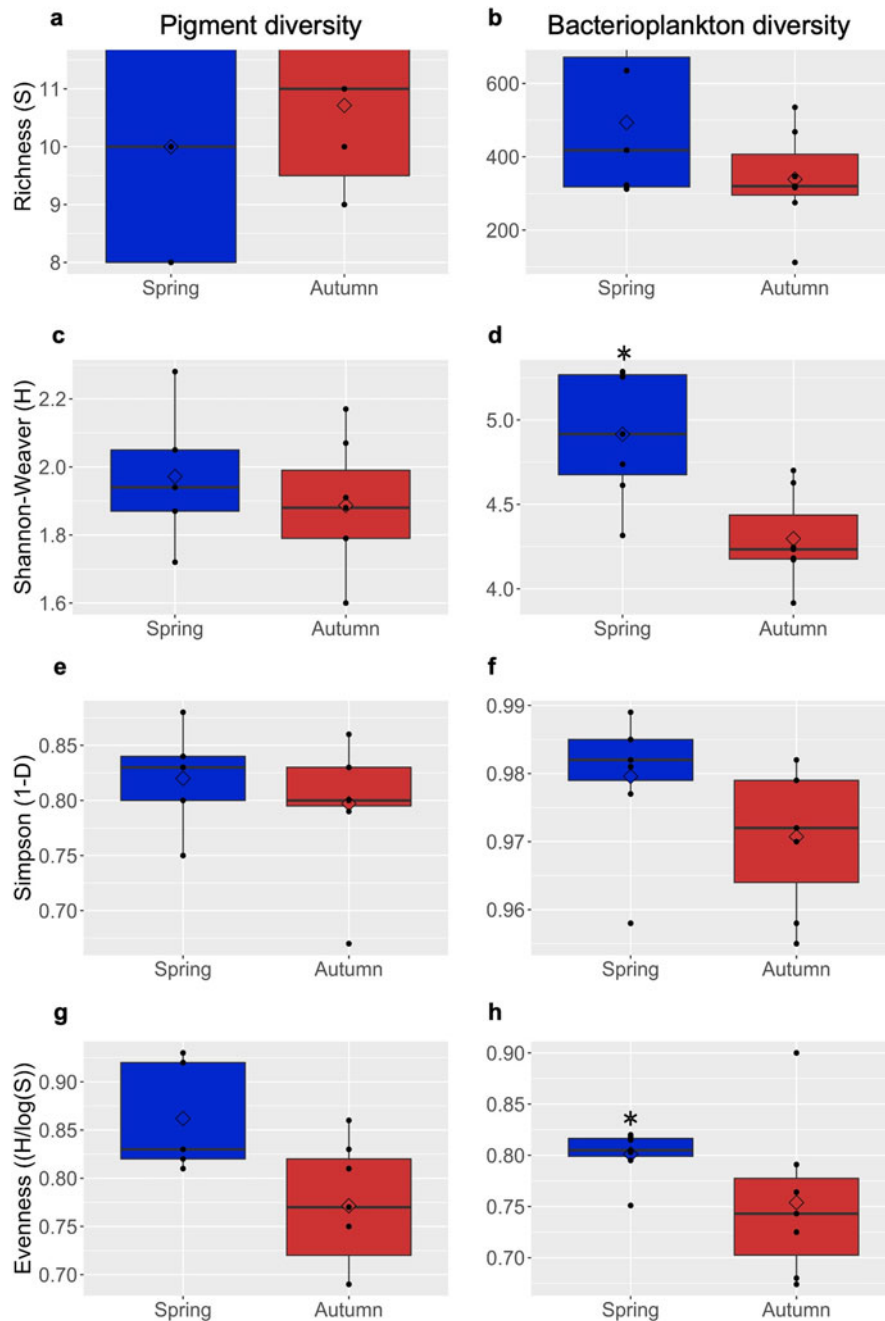 a Pigment diversity b Bacterioplankton diversity
Richness (S)
11
10
9
8
Spring Autumn
600
400
200
Spring Autumn
c d
Shannon-Weaver (H)
2.2
2.0
1.8
1.6
Spring Autumn
*
5.0
4.5
4.0
Spring Autumn
e f
Simpson (1-D)
0.85
0.80
0.75
0.70
Spring Autumn
0.99
0.98
0.97
0.96
Spring Autumn
g h
Evenness ((H/log(S))
0.90
0.85
0.80
0.75
0.70
Spring Autumn
0.90
0.85
0.80
0.75
0.70
*
Spring Autumn